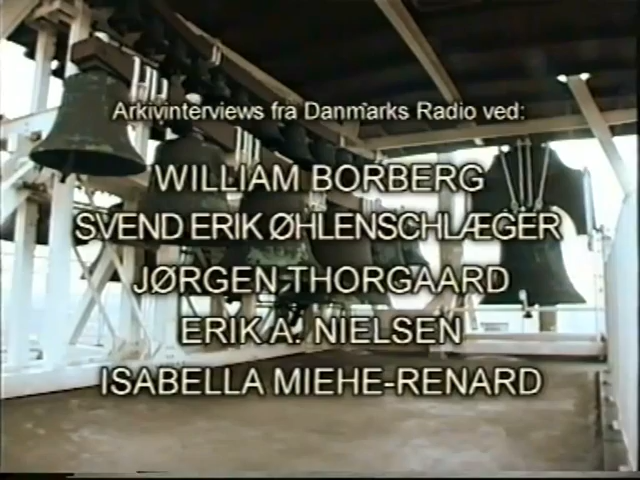 Arkivinterviews fra Danmarks Radio ved:
WILLIAM BORBERG
SVEND ERIK ØHLENSCHLÆGER
JØRGEN THORGAARD
ERIK A. NIELSEN
ISABELLA MIEHE-RENARD